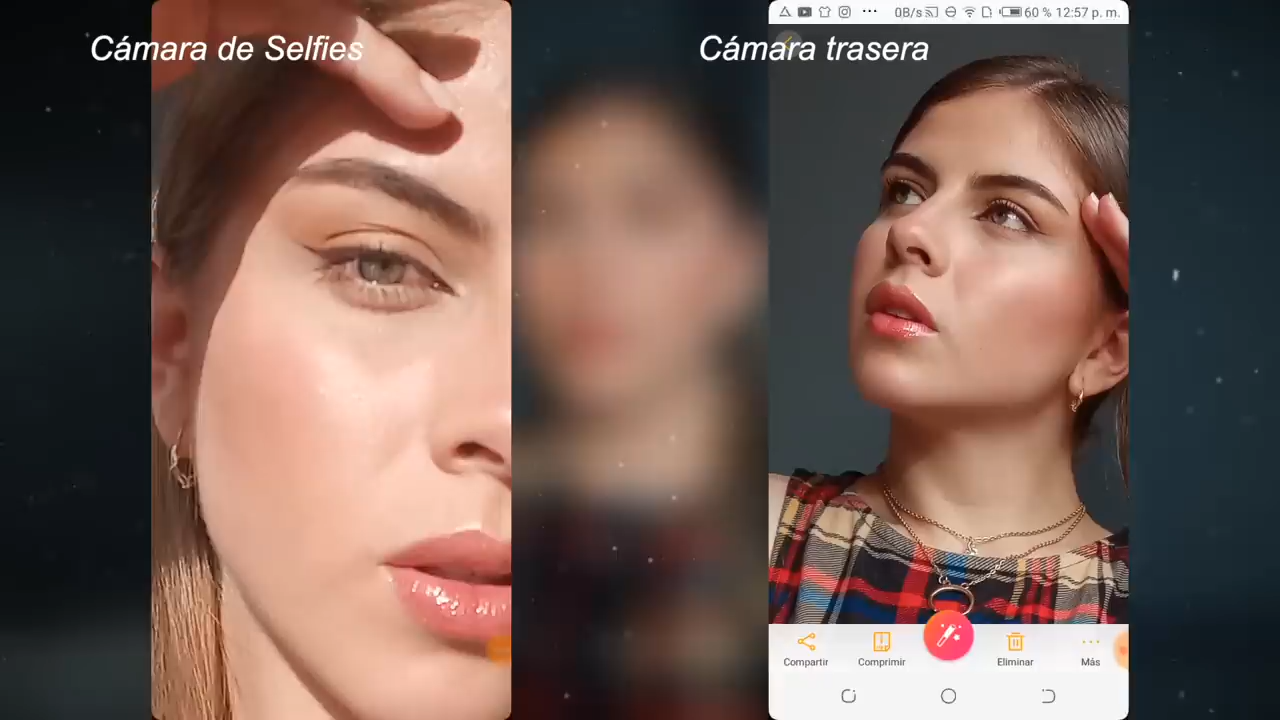 Cámara de Selfies
Cámara trasera
0B/s 60 % 12:57 p. m.
Compartir
Comprimir
Eliminar
Más